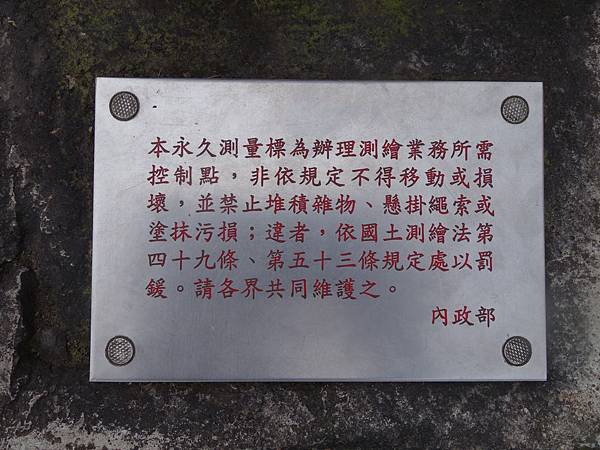 本永久測量標為辦理測繪業務所需
控制點，非依規定不得移動或損
壞，並禁止堆積雜物、懸掛繩索或
塗抹污損；違者，依國土測繪法第
四十九條、第五十三條規定處以罰
鍰。請各界共同維護之。
內政部